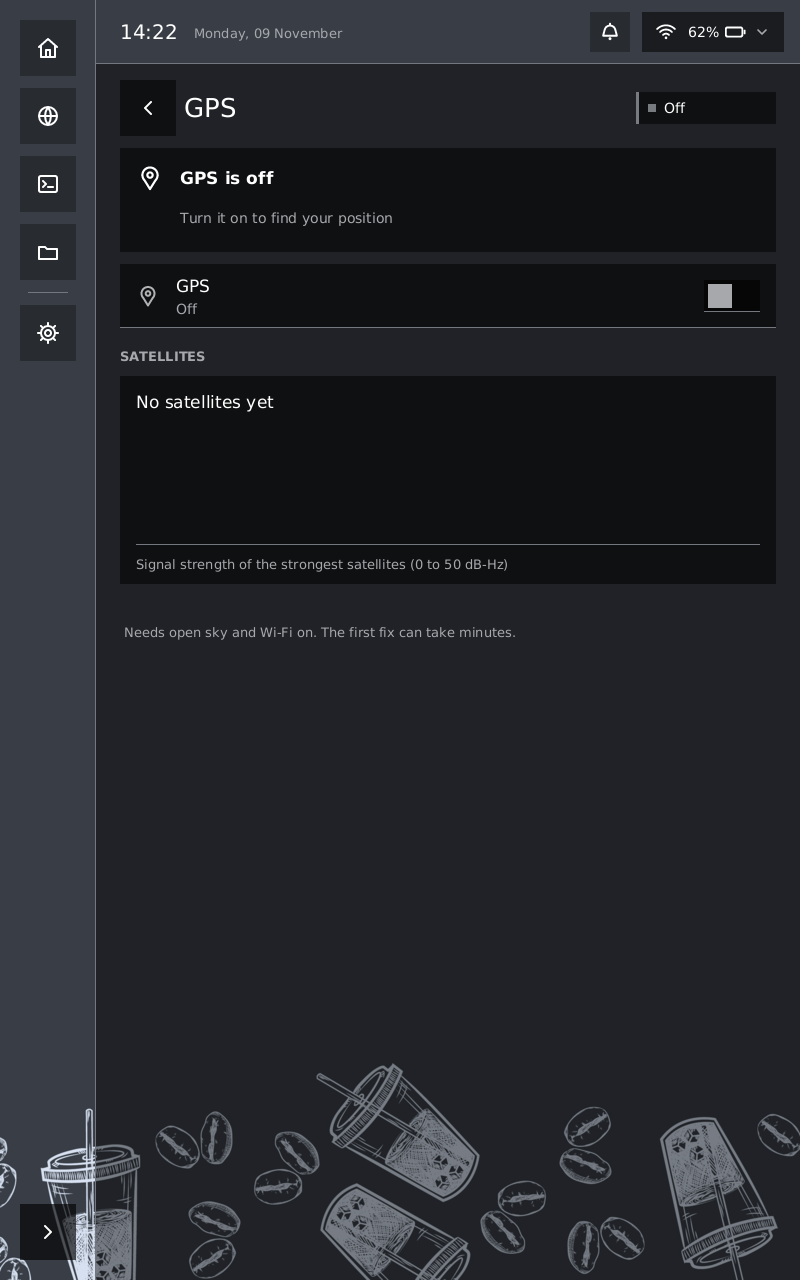 14:22 Monday, 09 November
62%
GPS
Off
GPS is off
Turn it on to find your position
GPS
Off
SATELLITES
No satellites yet
Signal strength of the strongest satellites (0 to 50 dB-Hz)
Needs open sky and Wi-Fi on. The first fix can take minutes.